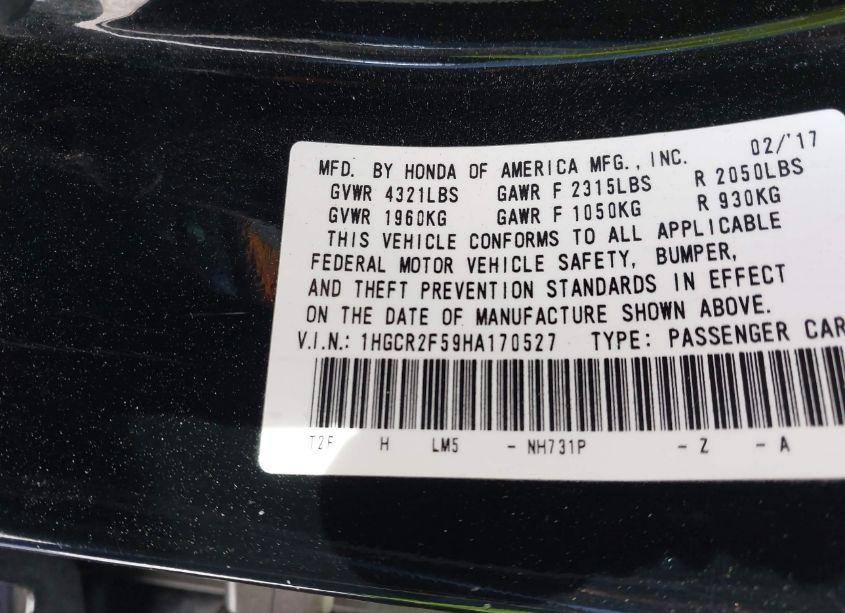 02/'17
MFD. BY HONDA OF AMERICA MFG., INC.
GVWR 4321LBS GAWR F 2315LBS R 2050LBS
GVWR 1960KG GAWR F 1050KG R 930KG
THIS VEHICLE CONFORMS TO ALL APPLICABLE
FEDERAL MOTOR VEHICLE SAFETY, BUMPER,
AND THEFT PREVENTION STANDARDS IN EFFECT
ON THE DATE OF MANUFACTURE SHOWN ABOVE.
V.I.N.: 1HGCR2F59HA170527 TYPE: PASSENGER CAR
H LM5 - NH731P - Z - A